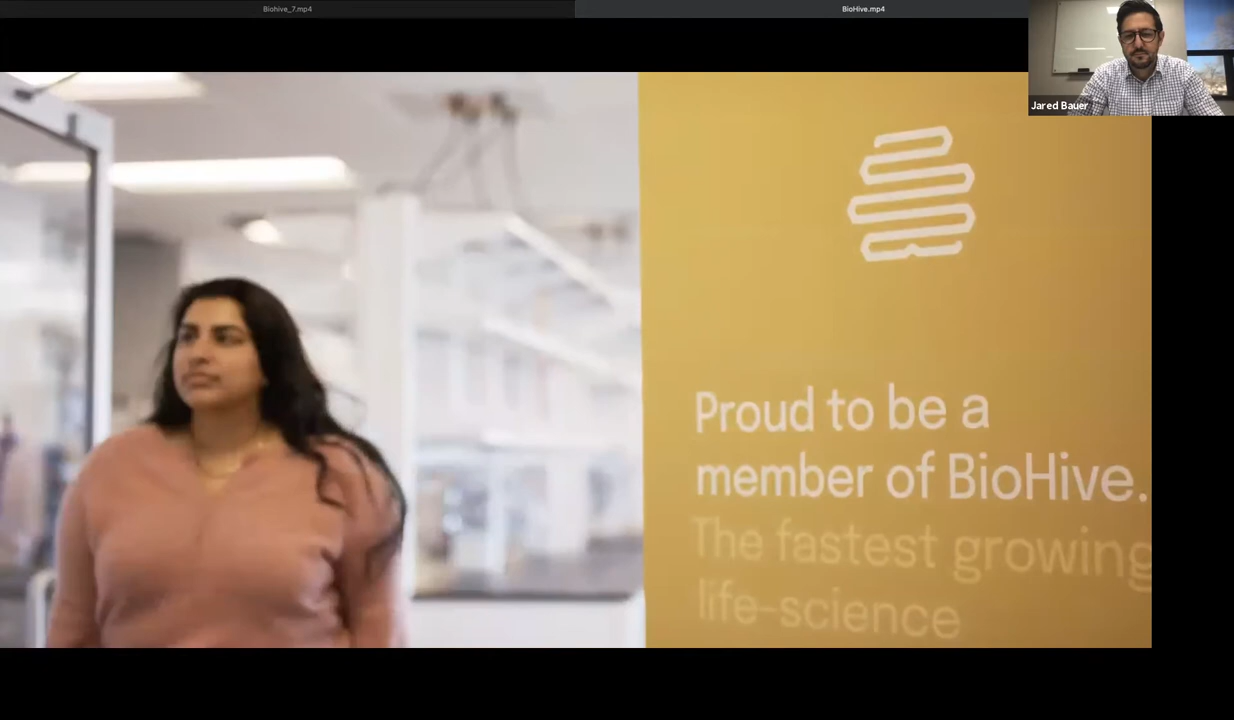 Biohive_7.mp4
BioHive.mp4
Jared Bauer
Proud to be a
member of BioHive.
The fastest growing
life-science